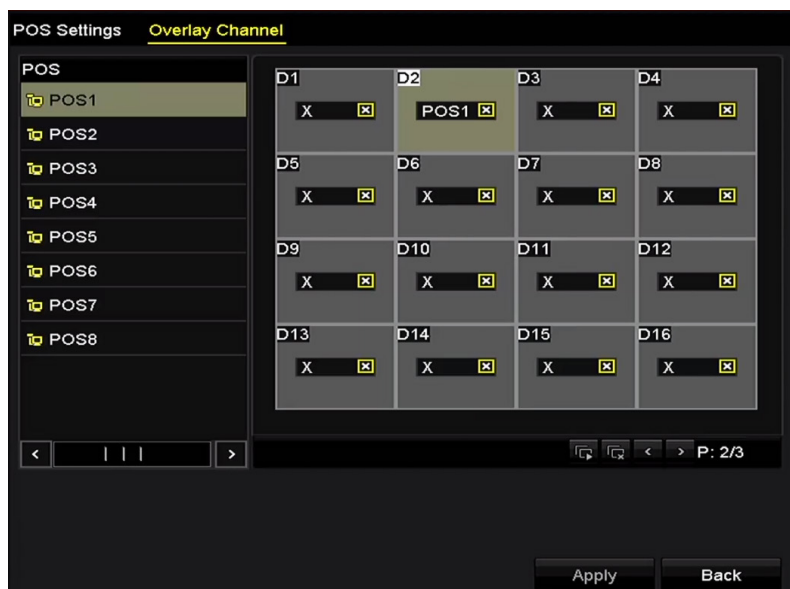 POS Settings Overlay Channel
POS
POS1
POS2
POS3
POS4
POS5
POS6
POS7
POS8
D1 D2 D3 D4
X POS1 X X
D5 D6 D7 D8
X X X X
D9 D10 D11 D12
X X X X
D13 D14 D15 D16
X X X X
P: 2/3
Apply Back